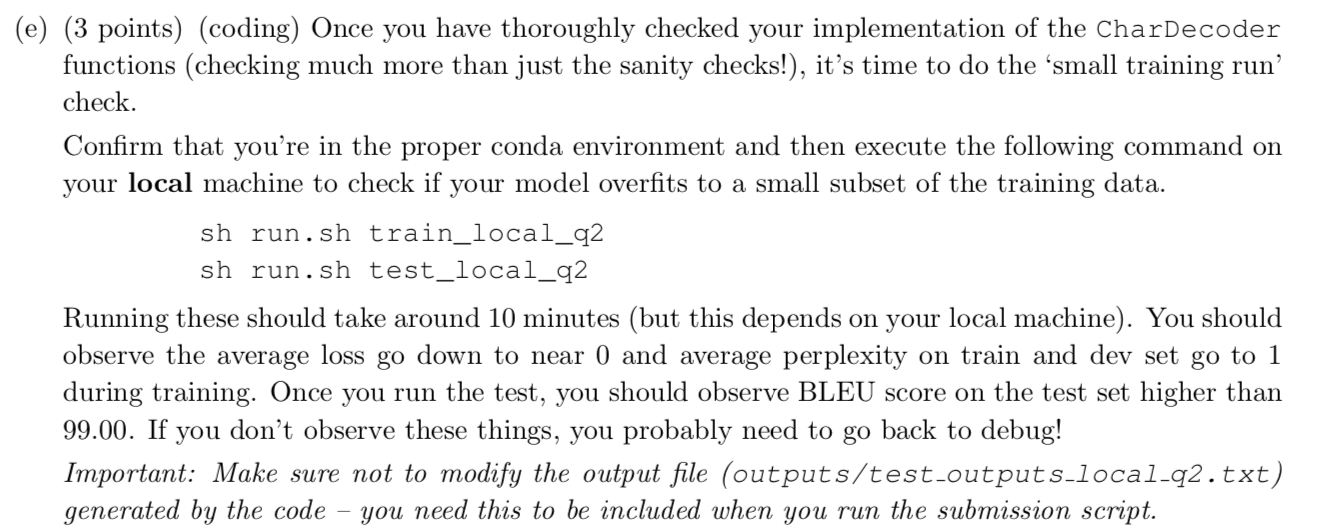 (e) (3 points) (coding) Once you have thoroughly checked your implementation of the CharDecoder
functions (checking much more than just the sanity checks!), it's time to do the 'small training run'
check.
Confirm that you're in the proper conda environment and then execute the following command on
your local machine to check if your model overfits to a small subset of the training data.
sh run.sh train_local_q2
sh run.sh test_local_q2
Running these should take around 10 minutes (but this depends on your local machine). You should
observe the average loss go down to near 0 and average perplexity on train and dev set go to 1
during training. Once you run the test, you should observe BLEU score on the test set higher than
99.00. If you don't observe these things, you probably need to go back to debug!
Important: Make sure not to modify the output file (outputs/test_outputs_local_q2.txt)
generated by the code – you need this to be included when you run the submission script.